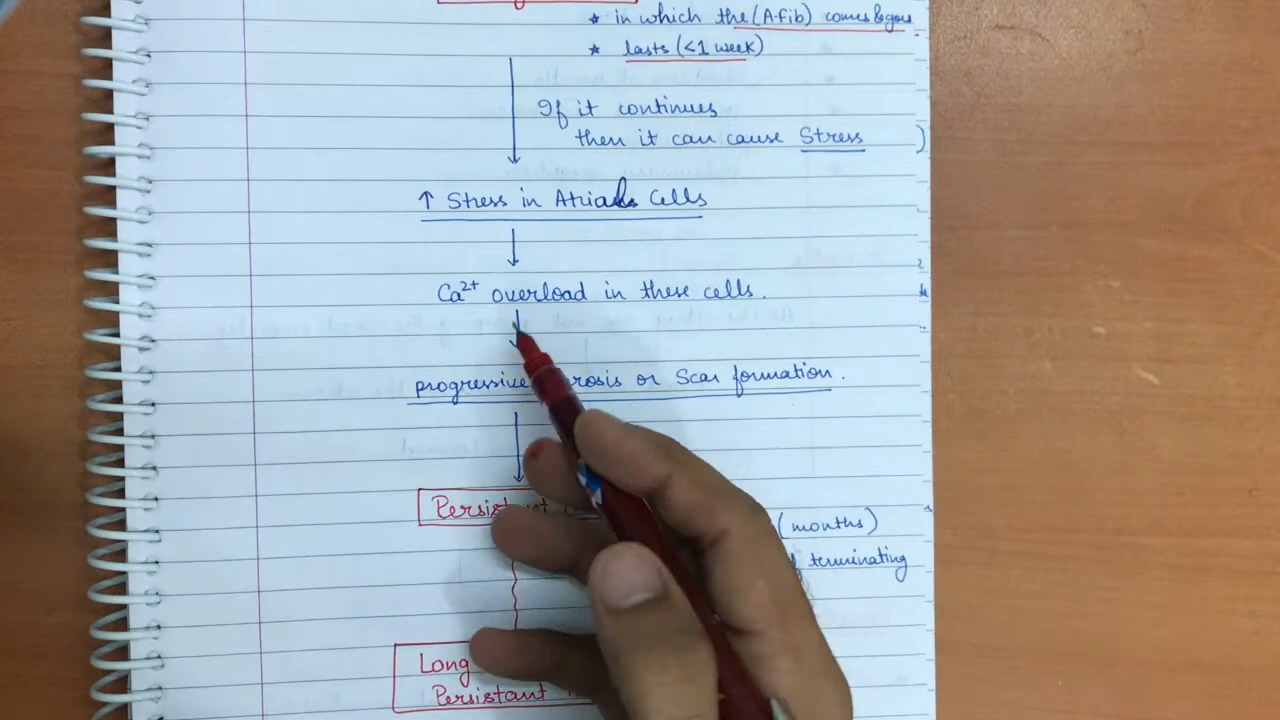 * in which the (A·fib) comes & goes
* lasts (<1 week)
If it continues
then it can cause Stress )
↑ Stress in Atrials Cells
Ca²⁺ overload in these cells.
progressive rosis or Scar formation.
Persistant
(months)
terminating
Long
Persistant